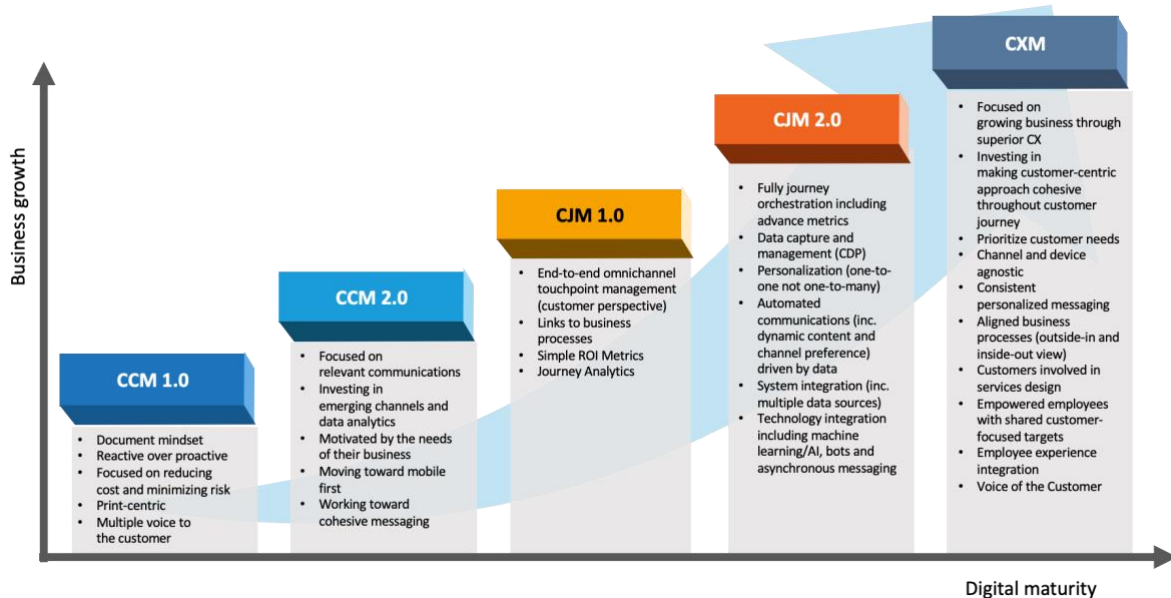 Business growth
CCM 1.0
• Document mindset
• Reactive over proactive
• Focused on reducing
cost and minimizing risk
• Print-centric
• Multiple voice to
the customer
CCM 2.0
• Focused on
relevant communications
• Investing in
emerging channels and
data analytics
• Motivated by the needs
of their business
• Moving toward mobile
first
• Working toward
cohesive messaging
CJM 1.0
• End-to-end omnichannel
touchpoint management
(customer perspective)
• Links to business
processes
• Simple ROI Metrics
• Journey Analytics
CJM 2.0
• Fully journey
orchestration including
advance metrics
• Data capture and
management (CDP)
• Personalization (one-to-
one not one-to-many)
• Automated
communications (inc.
dynamic content and
channel preference)
driven by data
• System integration (inc.
multiple data sources)
• Technology integration
including machine
learning/AI, bots and
asynchronous messaging
CXM
• Focused on
growing business through
superior CX
• Investing in
making customer-centric
approach cohesive
throughout customer
journey
• Prioritize customer needs
• Channel and device
agnostic
• Consistent
personalized messaging
• Aligned business
processes (outside-in and
inside-out view)
• Customers involved in
services design
• Empowered employees
with shared customer-
focused targets
• Employee experience
integration
• Voice of the Customer
Digital maturity